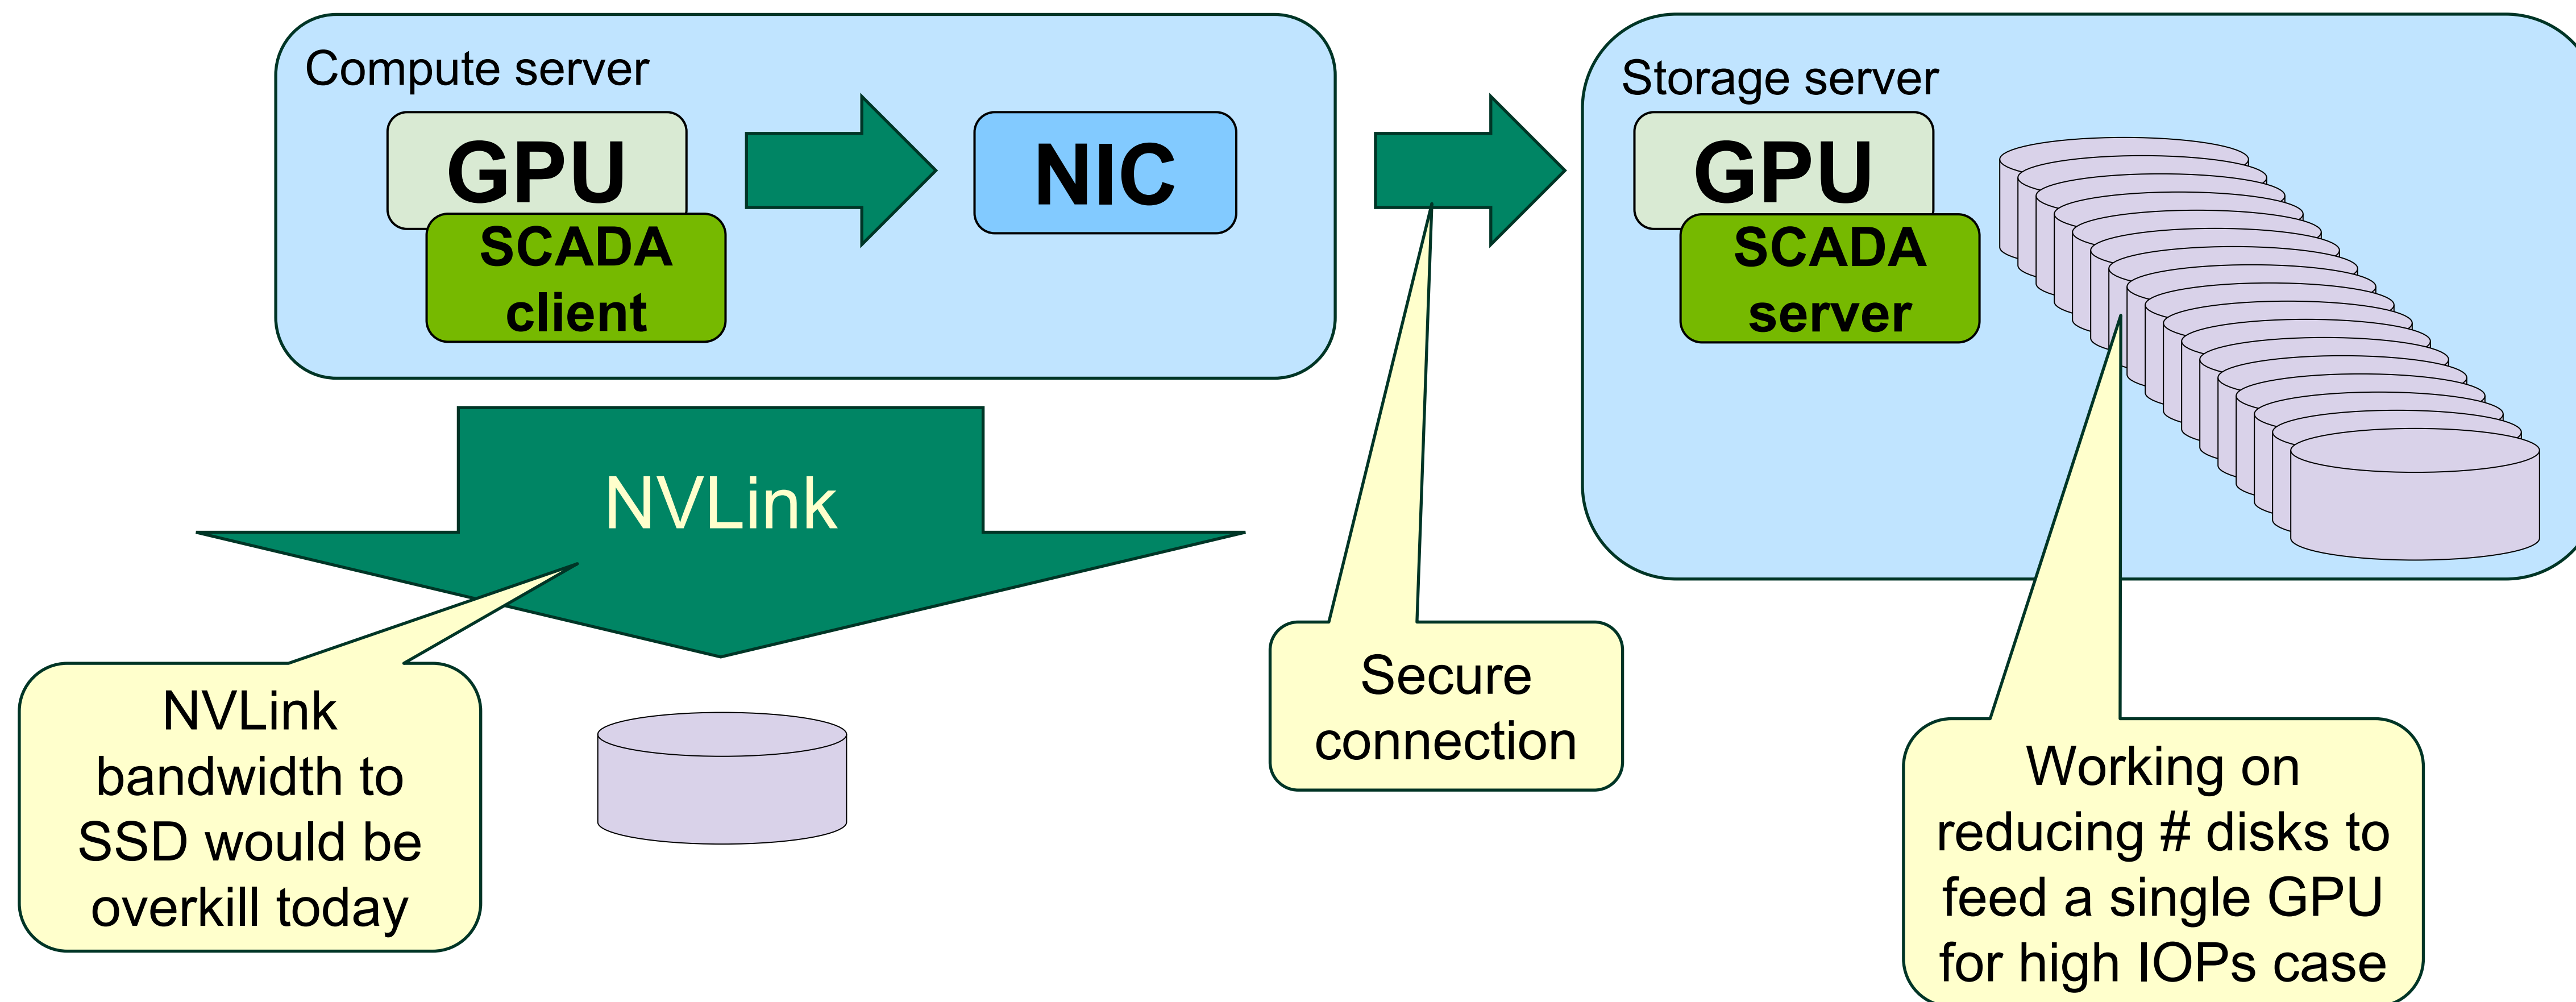 Compute server
GPU
SCADA
client
NIC
Storage server
GPU
SCADA
server
NVLink
NVLink
bandwidth to
SSD would be
overkill today
Secure
connection
Working on
reducing # disks to
feed a single GPU
for high IOPs case